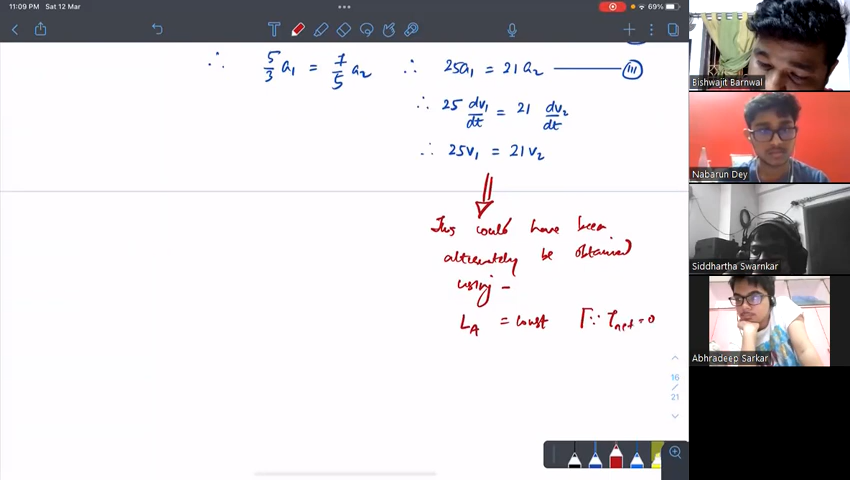 11:09 PM Sat 12 Mar
69%
∴ 5/3 a₁ = 7/5 a₂ ∴ 25a₁ = 21a₂ (III)
∴ 25 dv₁/dt = 21 dv₂/dt
∴ 25v₁ = 21v₂
This could have been
alternately be obtained
using -
L_A = const [∵ τ_net = 0
16
/
21
Bishwajit Barnwal
Nabarun Dey
Siddhartha Swarnkar
Abhradeep Sarkar